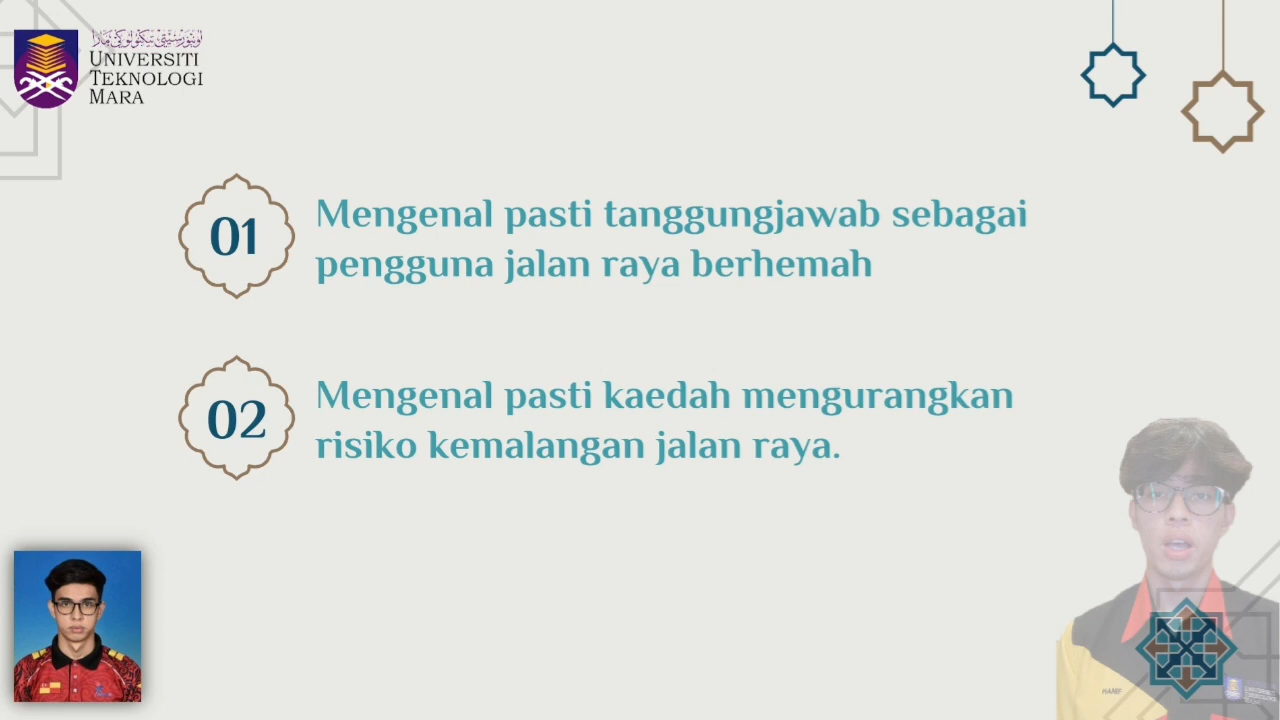 UNIVERSITI
TEKNOLOGI
MARA
01
Mengenal pasti tanggungjawab sebagai
pengguna jalan raya berhemah
02
Mengenal pasti kaedah mengurangkan
risiko kemalangan jalan raya.